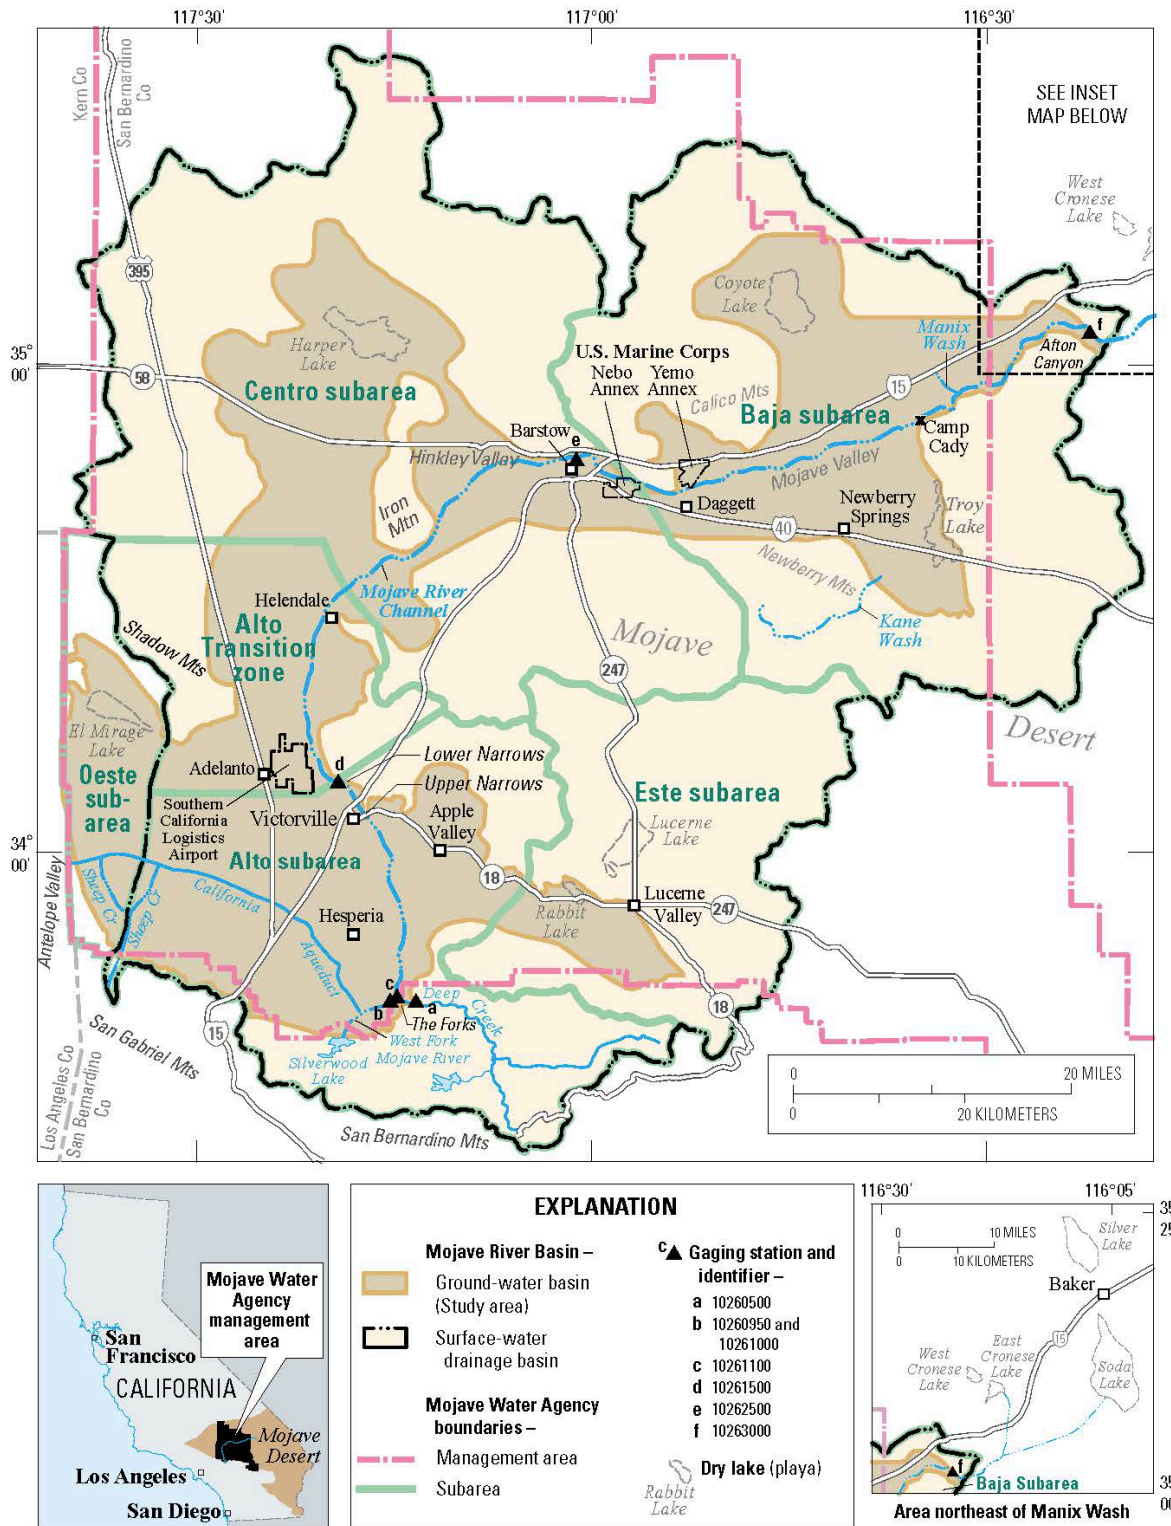 117°30'
117°00'
116°30'
Kern Co
San Bernardino
Co
SEE INSET
MAP BELOW
West
Cronese
Lake
395
Coyote
Lake
Manix
Wash
f
Afton
Canyon
35°
00'
Harper
Lake
U.S. Marine Corps
Nebo
Annex
Yemo
Annex
58
Centro subarea
Calico Mts
15
Baja subarea
Barstow
e
Camp
Cady
Hinkley Valley
Mojave Valley
Iron
Mtn
Daggett
Newberry
Springs
Troy
Lake
40
Newberry Mts
Mojave River
Channel
Helendale
Kane
Wash
Alto
Transition
zone
Shadow Mts
Mojave
247
Desert
El Mirage
Lake
Oeste
sub-
area
Adelanto
d
Lower Narrows
Upper Narrows
Southern
California
Logistics
Airport
Victorville
Apple
Valley
Este subarea
Lucerne
Lake
34°
00'
Alto subarea
18
Sheep Cr
Sheep Cr
California
Aqueduct
Antelope Valley
Hesperia
Rabbit
Lake
Lucerne
Valley
247
c
b
a
Deep
Creek
The Forks
West Fork
Mojave River
Silverwood
Lake
18
15
San Gabriel Mts
San Bernardino Mts
Los Angeles Co
San Bernardino
Co
0
20 MILES
0
20 KILOMETERS
Mojave Water
Agency
management
area
San
Francisco
CALIFORNIA
Mojave
Desert
Los Angeles
San Diego
EXPLANATION
Mojave River Basin –
Ground-water basin
(Study area)
Surface-water
drainage basin
Mojave Water Agency
boundaries –
Management area
Subarea
c
Gaging station and
identifier –
a 10260500
b 10260950 and
10261000
c 10261100
d 10261500
e 10262500
f 10263000
Rabbit
Lake
Dry lake (playa)
116°30'
116°05'
0
10 MILES
0
10 KILOMETERS
Silver
Lake
35
25
Baker
15
West
Cronese
Lake
East
Cronese
Lake
Soda
Lake
f
Baja Subarea
35
00
Area northeast of Manix Wash